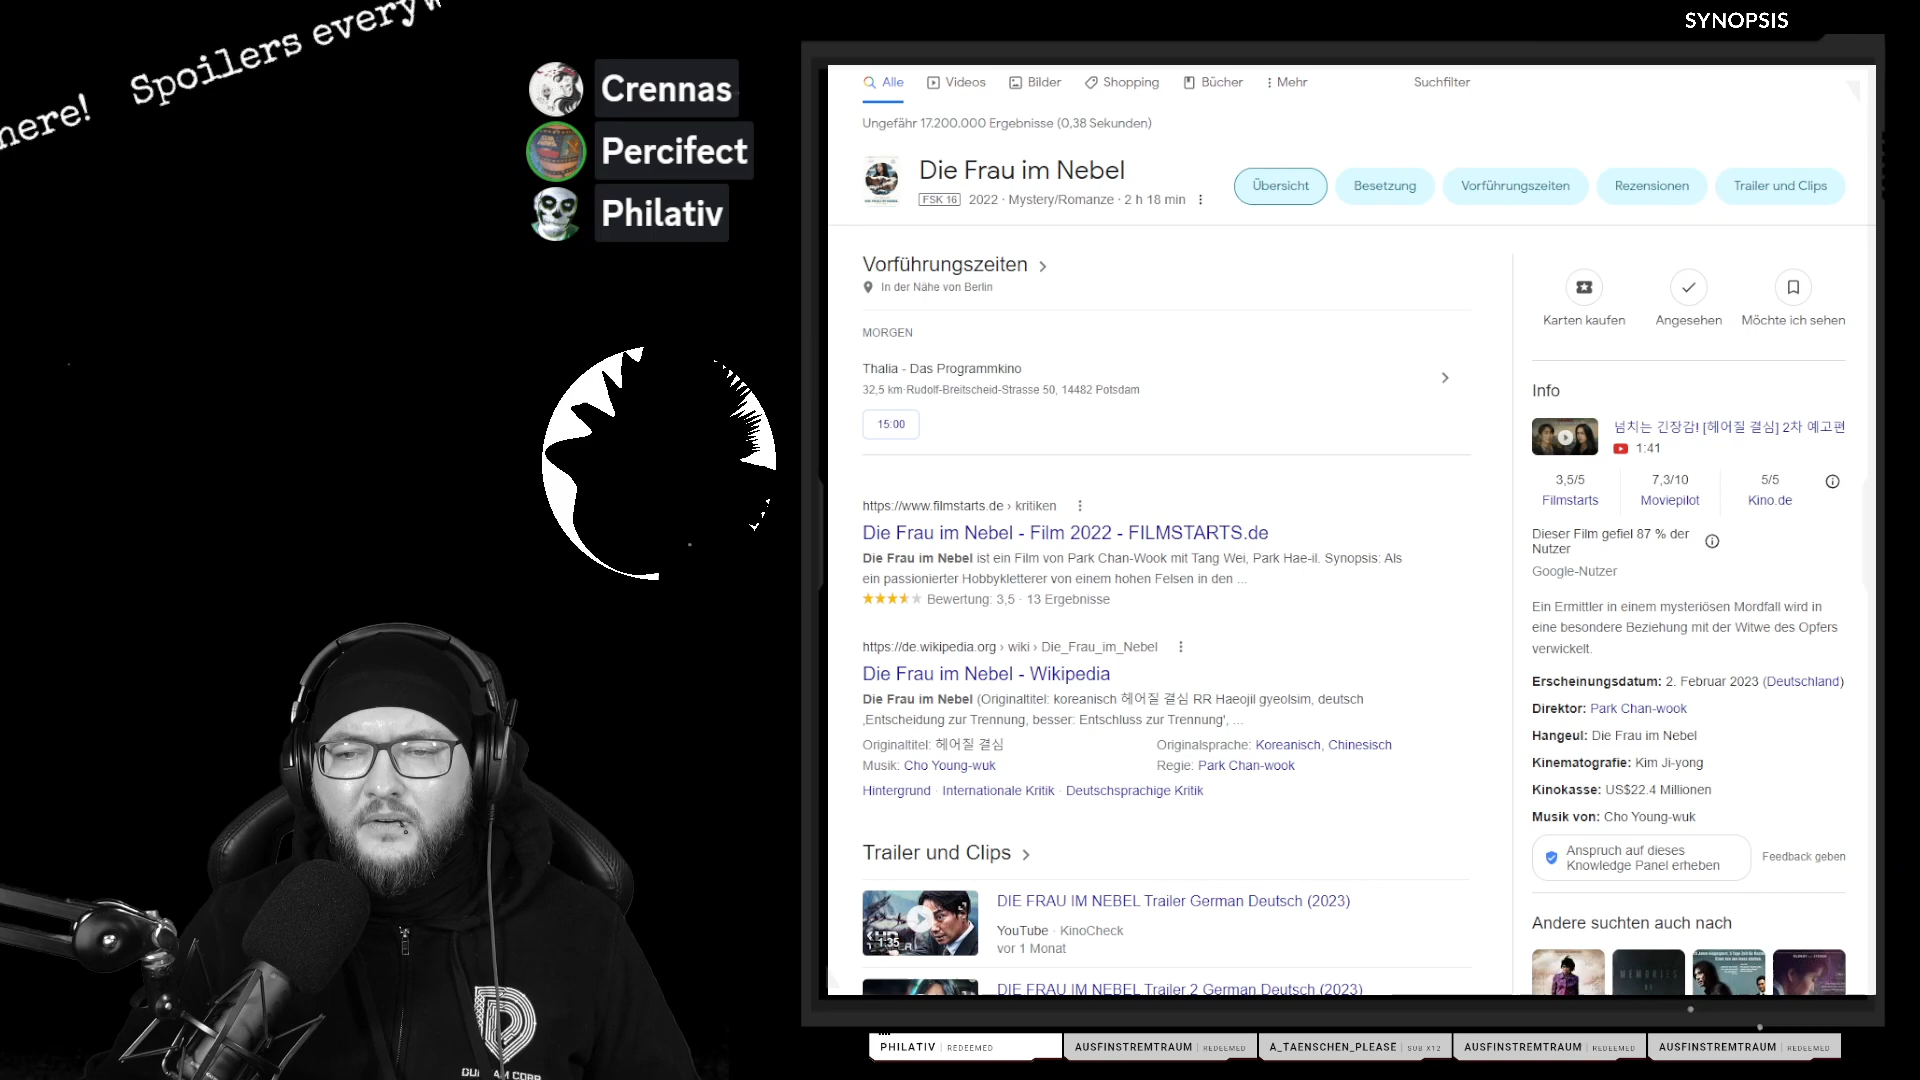 SYNOPSIS
here! Spoilers everyw
Crennas
Percifect
Philativ
Alle Videos Bilder Shopping Bücher Mehr Suchfilter
Ungefähr 17.200.000 Ergebnisse (0,38 Sekunden)
Die Frau im Nebel
FSK 16 2022 · Mystery/Romanze · 2 h 18 min
Übersicht Besetzung Vorführungszeiten Rezensionen Trailer und Clips
Vorführungszeiten
In der Nähe von Berlin
MORGEN
Thalia - Das Programmkino
32,5 km·Rudolf-Breitscheid-Strasse 50, 14482 Potsdam
15:00
https://www.filmstarts.de › kritiken
Die Frau im Nebel - Film 2022 - FILMSTARTS.de
Die Frau im Nebel ist ein Film von Park Chan-Wook mit Tang Wei, Park Hae-il. Synopsis: Als
ein passionierter Hobbykletterer von einem hohen Felsen in den ...
Bewertung: 3,5 · 13 Ergebnisse
https://de.wikipedia.org › wiki › Die_Frau_im_Nebel
Die Frau im Nebel - Wikipedia
Die Frau im Nebel (Originaltitel: koreanisch 헤어질 결심 RR Haeojil gyeolsim, deutsch
‚Entscheidung zur Trennung, besser: Entschluss zur Trennung', ...
Originaltitel: 헤어질 결심 Originalsprache: Koreanisch, Chinesisch
Musik: Cho Young-wuk Regie: Park Chan-wook
Hintergrund · Internationale Kritik · Deutschsprachige Kritik
Trailer und Clips
DIE FRAU IM NEBEL Trailer German Deutsch (2023)
YouTube · KinoCheck
vor 1 Monat
1:35
DIE FRAU IM NEBEL Trailer 2 German Deutsch (2023)
Karten kaufen Angesehen Möchte ich sehen
Info
넘치는 긴장감! [헤어질 결심] 2차 예고편
1:41
3,5/5 7,3/10 5/5
Filmstarts Moviepilot Kino.de
Dieser Film gefiel 87 % der
Nutzer
Google-Nutzer
Ein Ermittler in einem mysteriösen Mordfall wird in
eine besondere Beziehung mit der Witwe des Opfers
verwickelt.
Erscheinungsdatum: 2. Februar 2023 (Deutschland)
Direktor: Park Chan-wook
Hangeul: Die Frau im Nebel
Kinematografie: Kim Ji-yong
Kinokasse: US$22.4 Millionen
Musik von: Cho Young-wuk
Anspruch auf dieses
Knowledge Panel erheben
Feedback geben
Andere suchten auch nach
PHILATIV | REDEEMED AUSFINSTREMTRAUM | REDEEMED A_TAENSCHEN_PLEASE | SUB X12 AUSFINSTREMTRAUM | REDEEMED AUSFINSTREMTRAUM | REDEEMED